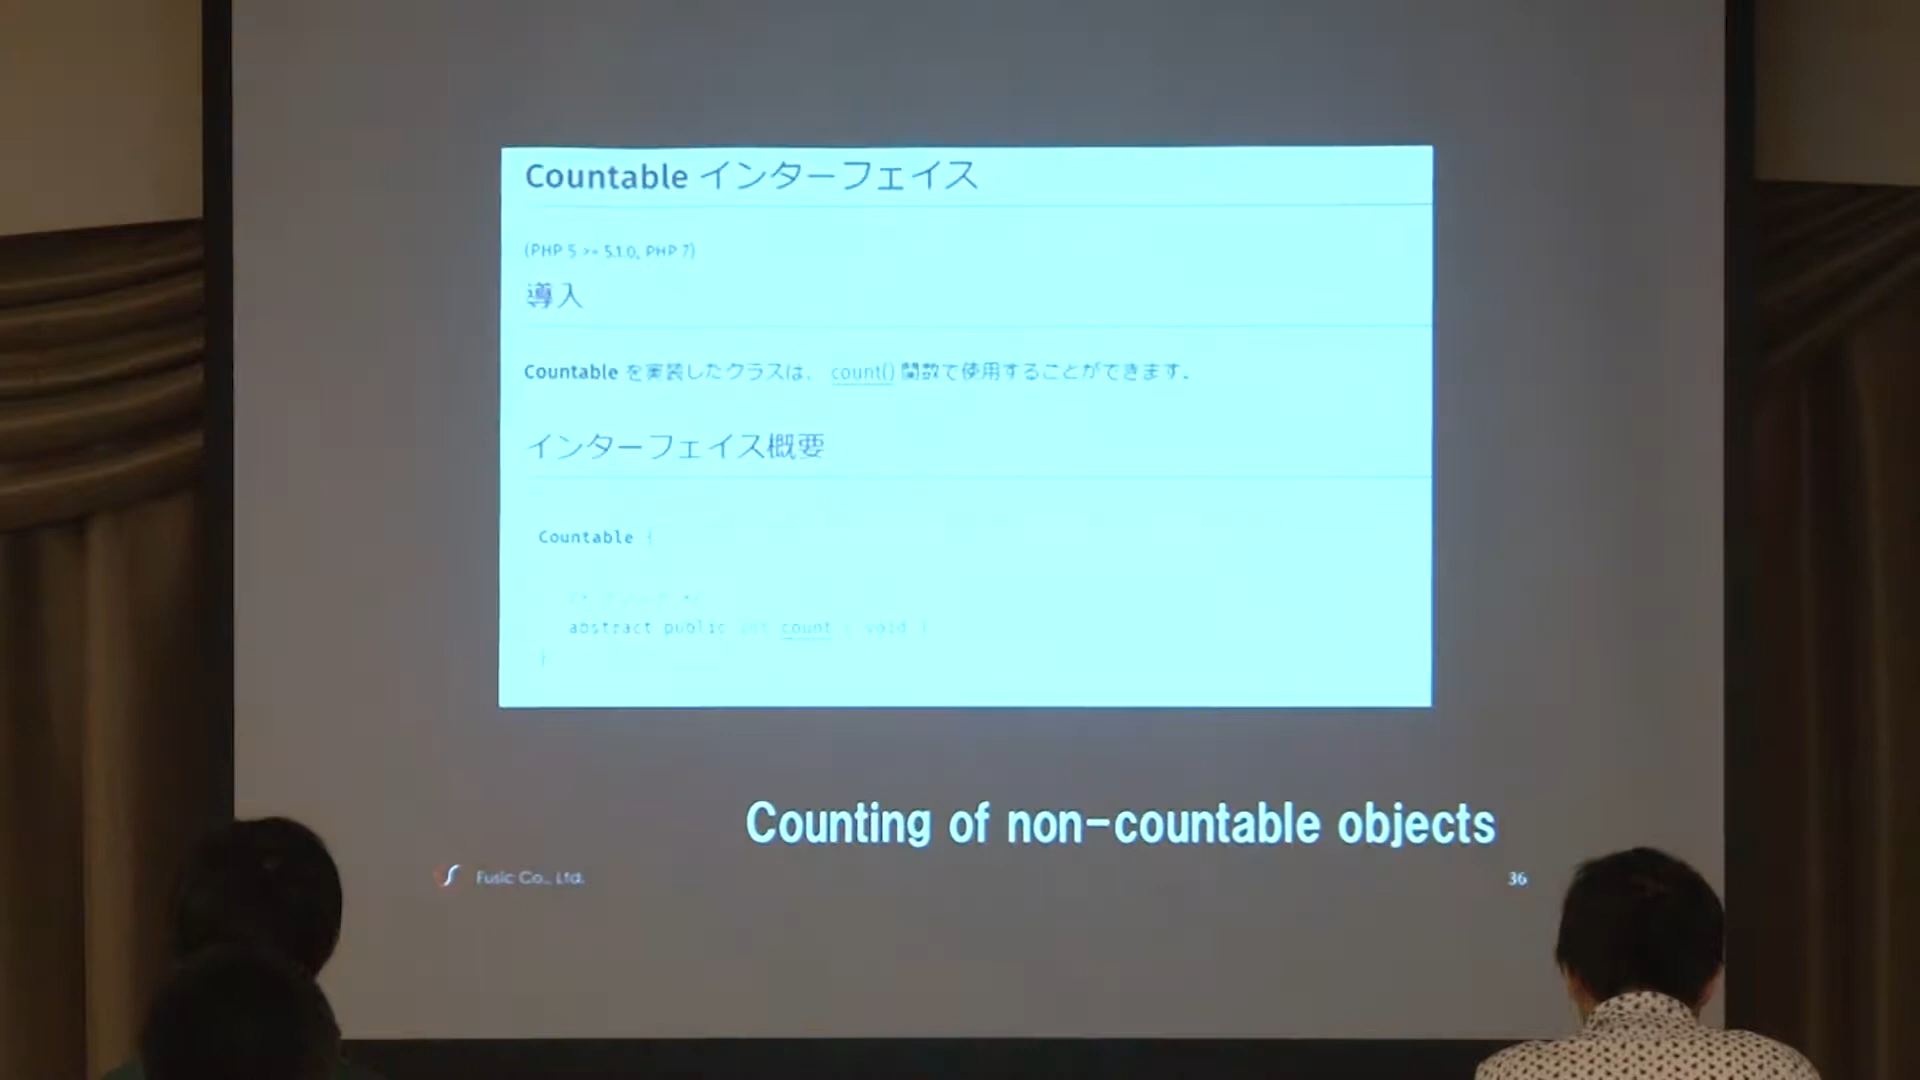 Countable インターフェイス
(PHP 5 >= 5.1.0, PHP 7)
導入
Countable を実装したクラスは、 count() 関数で使用することができます。
インターフェイス概要
Countable {
abstract public int count ( void )
}
Counting of non-countable objects
Fusic Co., Ltd.
36